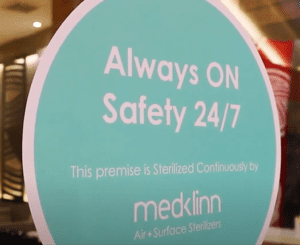 Always ON
Safety 24/7
This premise is Sterilized Continuously by
medklinn
Air+Surface Sterilizers